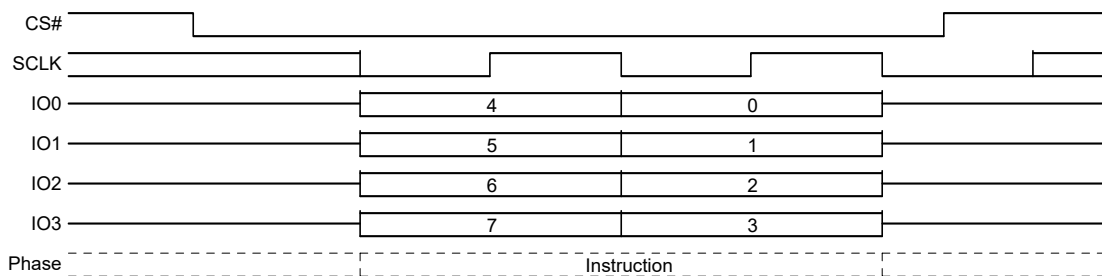 CS#
SCLK
IO0 4 0
IO1 5 1
IO2 6 2
IO3 7 3
Phase Instruction